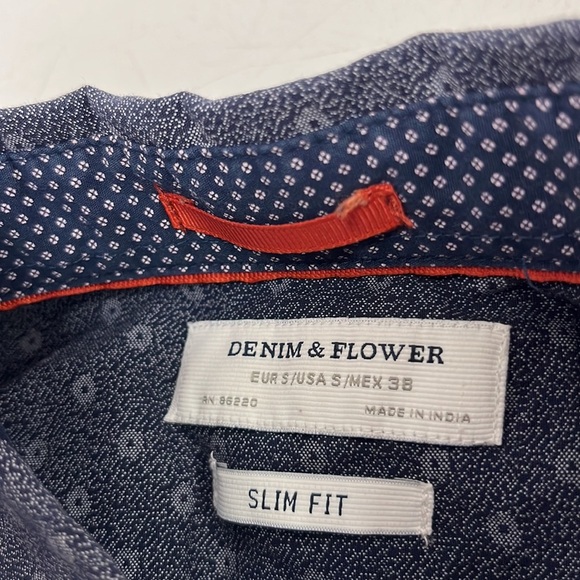 DENIM & FLOWER
EUR S/USA S/MEX 38
RN 86220 MADE IN INDIA
SLIM FIT